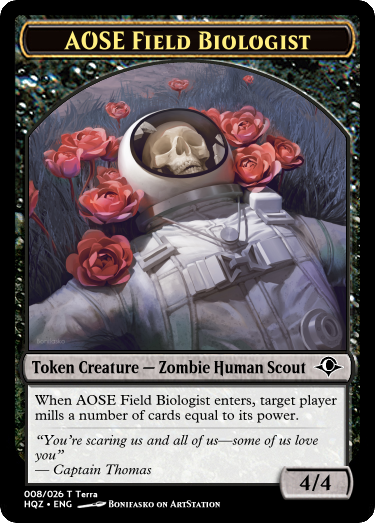 AOSE Field Biologist
Bonifasko
Token Creature — Zombie Human Scout
When AOSE Field Biologist enters, target player
mills a number of cards equal to its power.
“You’re scaring us and all of us—some of us love
you”
— Captain Thomas
4/4
008/026 T Terra
HQZ • ENG Bonifasko on ArtStation